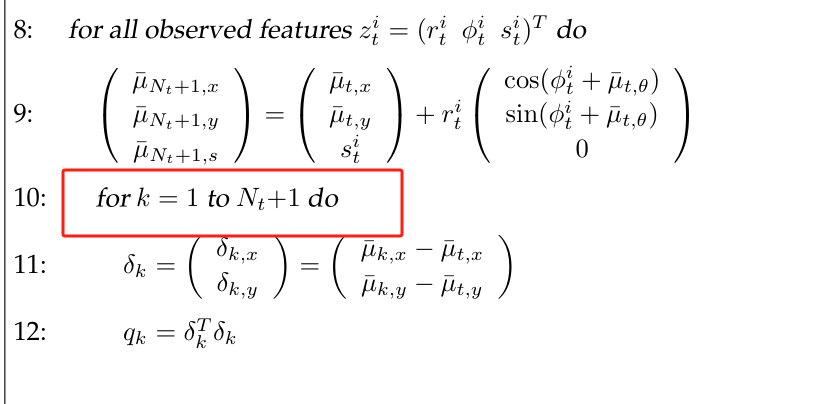 8: for all observed features $z_t^i = (r_t^i \ \ \phi_t^i \ \ s_t^i)^T$ do
9: $\begin{pmatrix} \bar{\mu}_{N_t+1,x} \\ \bar{\mu}_{N_t+1,y} \\ \bar{\mu}_{N_t+1,s} \end{pmatrix} = \begin{pmatrix} \bar{\mu}_{t,x} \\ \bar{\mu}_{t,y} \\ s_t^i \end{pmatrix} + r_t^i \begin{pmatrix} \cos(\phi_t^i + \bar{\mu}_{t,\theta}) \\ \sin(\phi_t^i + \bar{\mu}_{t,\theta}) \\ 0 \end{pmatrix}$
10: for $k = 1$ to $N_t{+}1$ do
11: $\delta_k = \begin{pmatrix} \delta_{k,x} \\ \delta_{k,y} \end{pmatrix} = \begin{pmatrix} \bar{\mu}_{k,x} - \bar{\mu}_{t,x} \\ \bar{\mu}_{k,y} - \bar{\mu}_{t,y} \end{pmatrix}$
12: $q_k = \delta_k^T \delta_k$